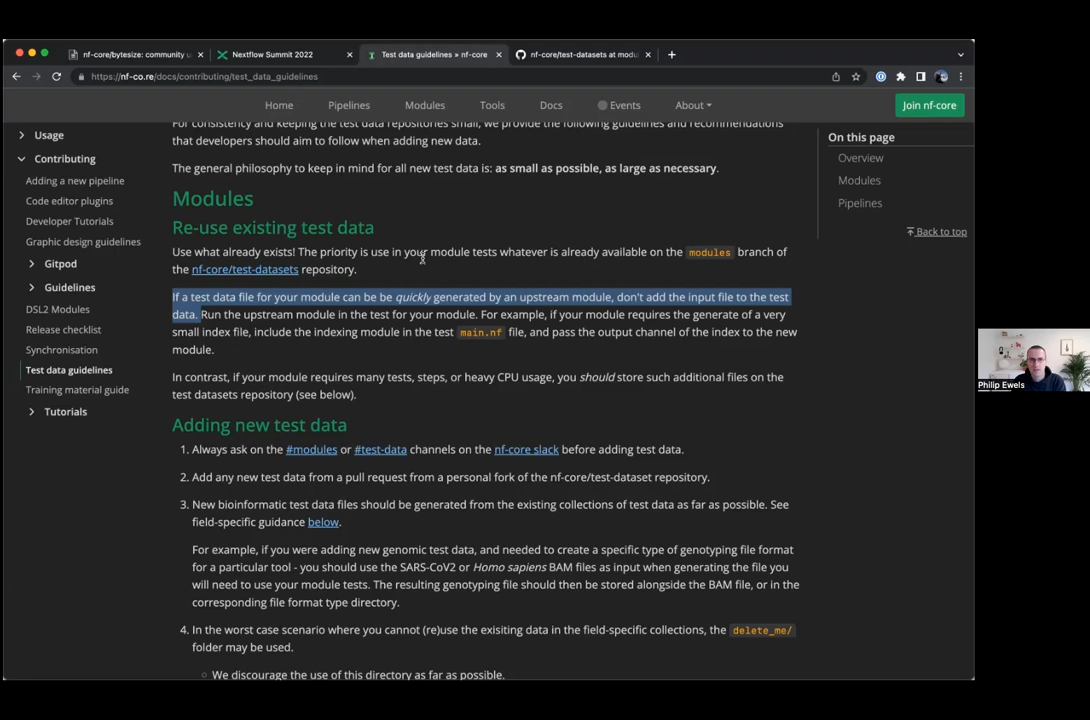 nf-core/bytesize: community u
Nextflow Summit 2022
Test data guidelines » nf-core
nf-core/test-datasets at modu
https://nf-co.re/docs/contributing/test_data_guidelines
Home Pipelines Modules Tools Docs Events About
Join nf-core
Usage
Contributing
Adding a new pipeline
Code editor plugins
Developer Tutorials
Graphic design guidelines
Gitpod
Guidelines
DSL2 Modules
Release checklist
Synchronisation
Test data guidelines
Training material guide
Tutorials
For consistency and keeping the test data repositories small, we provide the following guidelines and recommendations
that developers should aim to follow when adding new data.
The general philosophy to keep in mind for all new test data is: as small as possible, as large as necessary.
Modules
Re-use existing test data
Use what already exists! The priority is use in your module tests whatever is already available on the modules branch of
the nf-core/test-datasets repository.
If a test data file for your module can be be quickly generated by an upstream module, don't add the input file to the test
data. Run the upstream module in the test for your module. For example, if your module requires the generate of a very
small index file, include the indexing module in the test main.nf file, and pass the output channel of the index to the new
module.
In contrast, if your module requires many tests, steps, or heavy CPU usage, you should store such additional files on the
test datasets repository (see below).
Adding new test data
1. Always ask on the #modules or #test-data channels on the nf-core slack before adding test data.
2. Add any new test data from a pull request from a personal fork of the nf-core/test-dataset repository.
3. New bioinformatic test data files should be generated from the existing collections of test data as far as possible. See
field-specific guidance below.
For example, if you were adding new genomic test data, and needed to create a specific type of genotyping file format
for a particular tool - you should use the SARS-CoV2 or Homo sapiens BAM files as input when generating the file you
will need to use your module tests. The resulting genotyping file should then be stored alongside the BAM file, or in the
corresponding file format type directory.
4. In the worst case scenario where you cannot (re)use the exisiting data in the field-specific collections, the delete_me/
folder may be used.
We discourage the use of this directory as far as possible.
On this page
Overview
Modules
Pipelines
Back to top
Philip Ewels